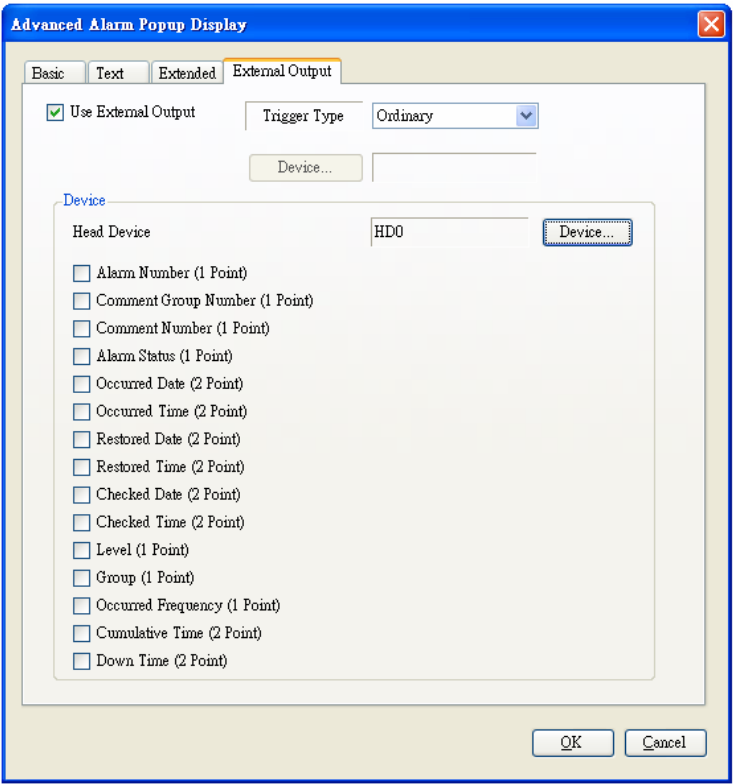 Advanced Alarm Popup Display
Basic Text Extended External Output
Use External Output Trigger Type Ordinary
Device...
Device
Head Device HD0 Device...
Alarm Number (1 Point)
Comment Group Number (1 Point)
Comment Number (1 Point)
Alarm Status (1 Point)
Occurred Date (2 Point)
Occurred Time (2 Point)
Restored Date (2 Point)
Restored Time (2 Point)
Checked Date (2 Point)
Checked Time (2 Point)
Level (1 Point)
Group (1 Point)
Occurred Frequency (1 Point)
Cumulative Time (2 Point)
Down Time (2 Point)
OK Cancel